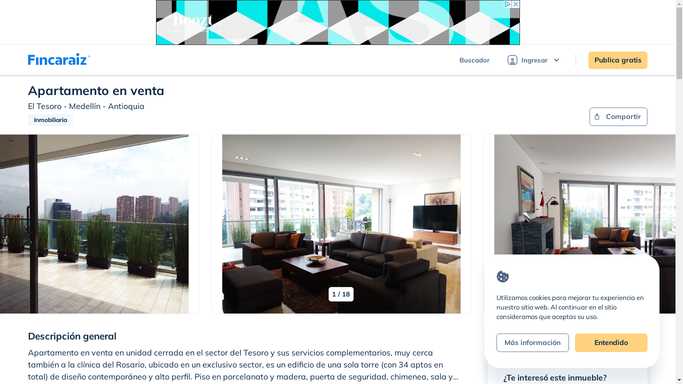 boozt
Fincaraiz
Buscador
Ingresar
Publica gratis
Apartamento en venta
El Tesoro - Medellín - Antioquia
Inmobiliaria
Compartir
1 / 18
Utilizamos cookies para mejorar tu experiencia en
nuestro sitio web. Al continuar en el sitio
consideramos que aceptas su uso.
Más información
Entendido
Descripción general
Apartamento en venta en unidad cerrada en el sector del Tesoro y sus servicios complementarios, muy cerca
también a la clínica del Rosario, ubicado en un exclusivo sector, es un edificio de una sola torre (con 34 aptos en
total) de diseño contemporáneo y alto perfil. Piso en porcelanato y madera, puerta de seguridad, chimenea, sala y...
¿Te interesó este inmueble?